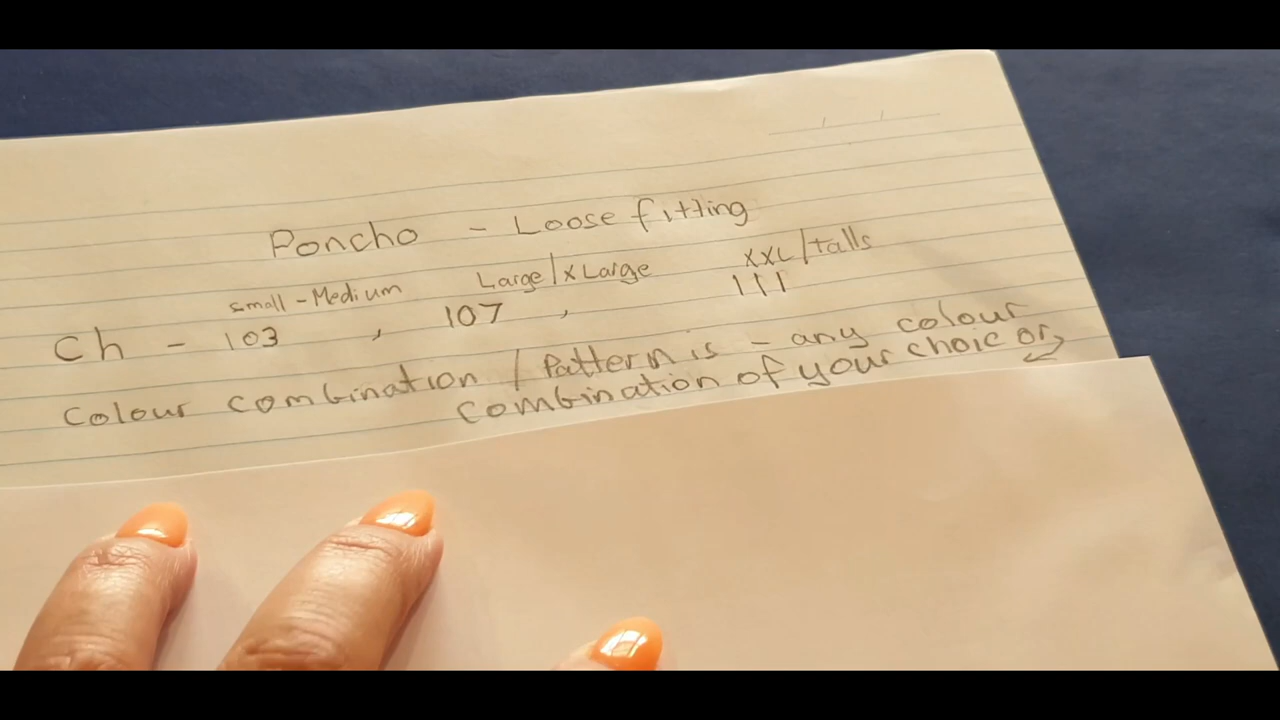 Poncho - Loose fitting
small - Medium Large/x Large XXL/talls
Ch - 103 , 107 , 111
Colour combination / Pattern is - any colour
combination of your choic or